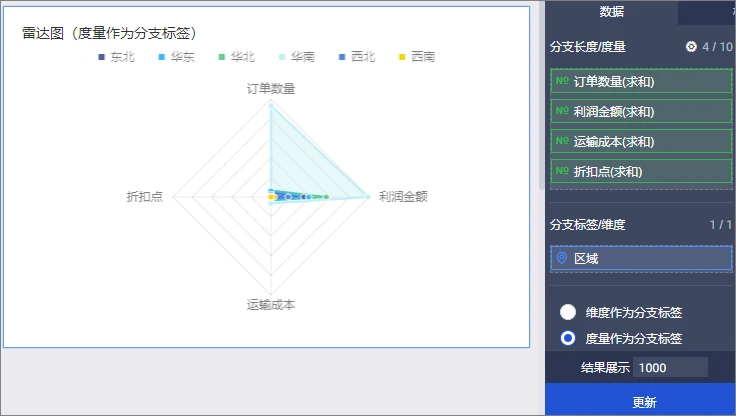 雷达图（度量作为分支标签）
东北 华东 华北 华南 西北 西南
订单数量
折扣点
利润金额
运输成本
数据
分支长度/度量 4 / 10
№ 订单数量(求和)
№ 利润金额(求和)
№ 运输成本(求和)
№ 折扣点(求和)
分支标签/维度 1 / 1
区域
维度作为分支标签
度量作为分支标签
结果展示 1000
更新